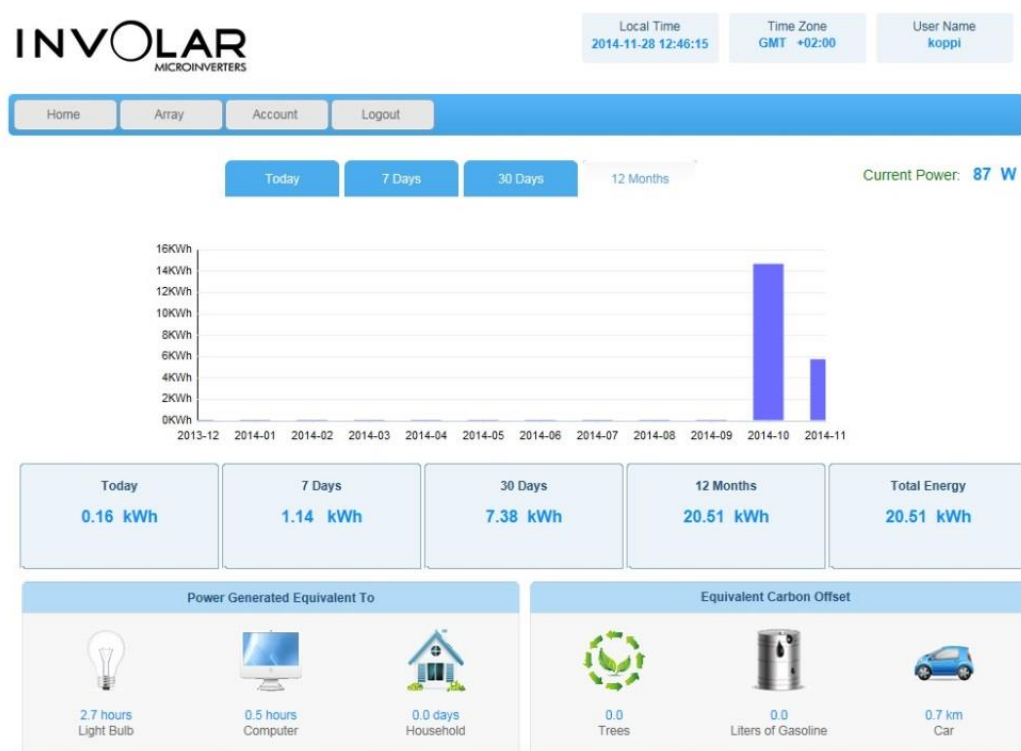 INVOLAR
MICROINVERTERS
Local Time
2014-11-28 12:46:15
Time Zone
GMT +02:00
User Name
koppi
Home
Array
Account
Logout
Today
7 Days
30 Days
12 Months
Current Power: 87 W
16KWh
14KWh
12KWh
10KWh
8KWh
6KWh
4KWh
2KWh
0KWh
2013-12 2014-01 2014-02 2014-03 2014-04 2014-05 2014-06 2014-07 2014-08 2014-09 2014-10 2014-11
Today
0.16 kWh
7 Days
1.14 kWh
30 Days
7.38 kWh
12 Months
20.51 kWh
Total Energy
20.51 kWh
Power Generated Equivalent To
2.7 hours
Light Bulb
0.5 hours
Computer
0.0 days
Household
Equivalent Carbon Offset
0.0
Trees
0.0
Liters of Gasoline
0.7 km
Car